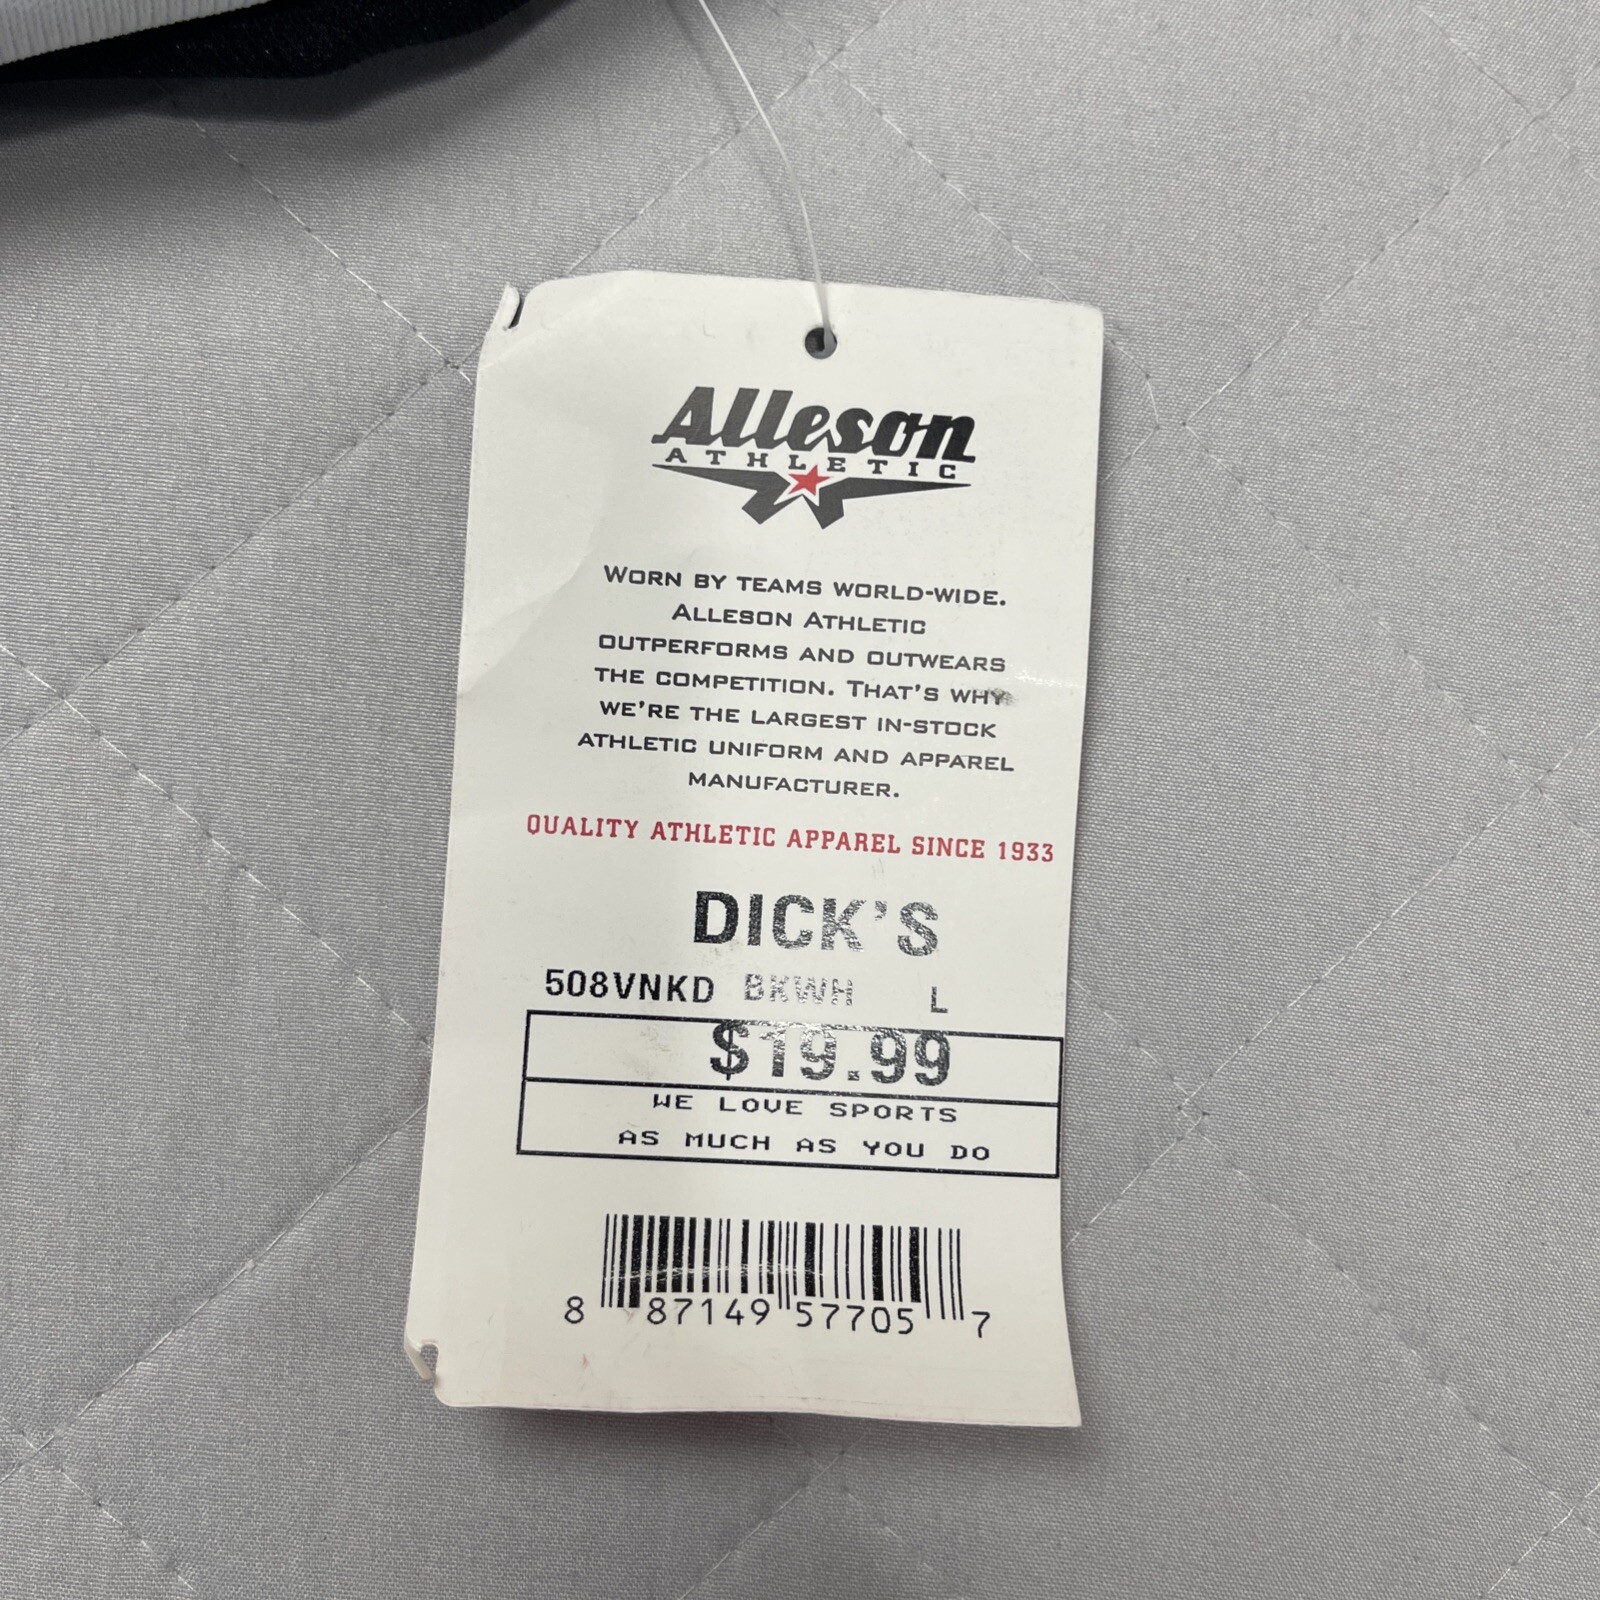 Alleson
ATHLETIC
WORN BY TEAMS WORLD-WIDE.
ALLESON ATHLETIC
OUTPERFORMS AND OUTWEARS
THE COMPETITION. THAT'S WHY
WE'RE THE LARGEST IN-STOCK
ATHLETIC UNIFORM AND APPAREL
MANUFACTURER.
QUALITY ATHLETIC APPAREL SINCE 1933
DICK'S
508VNKD BKWH L
$19.99
WE LOVE SPORTS
AS MUCH AS YOU DO
8 87149 57705 7